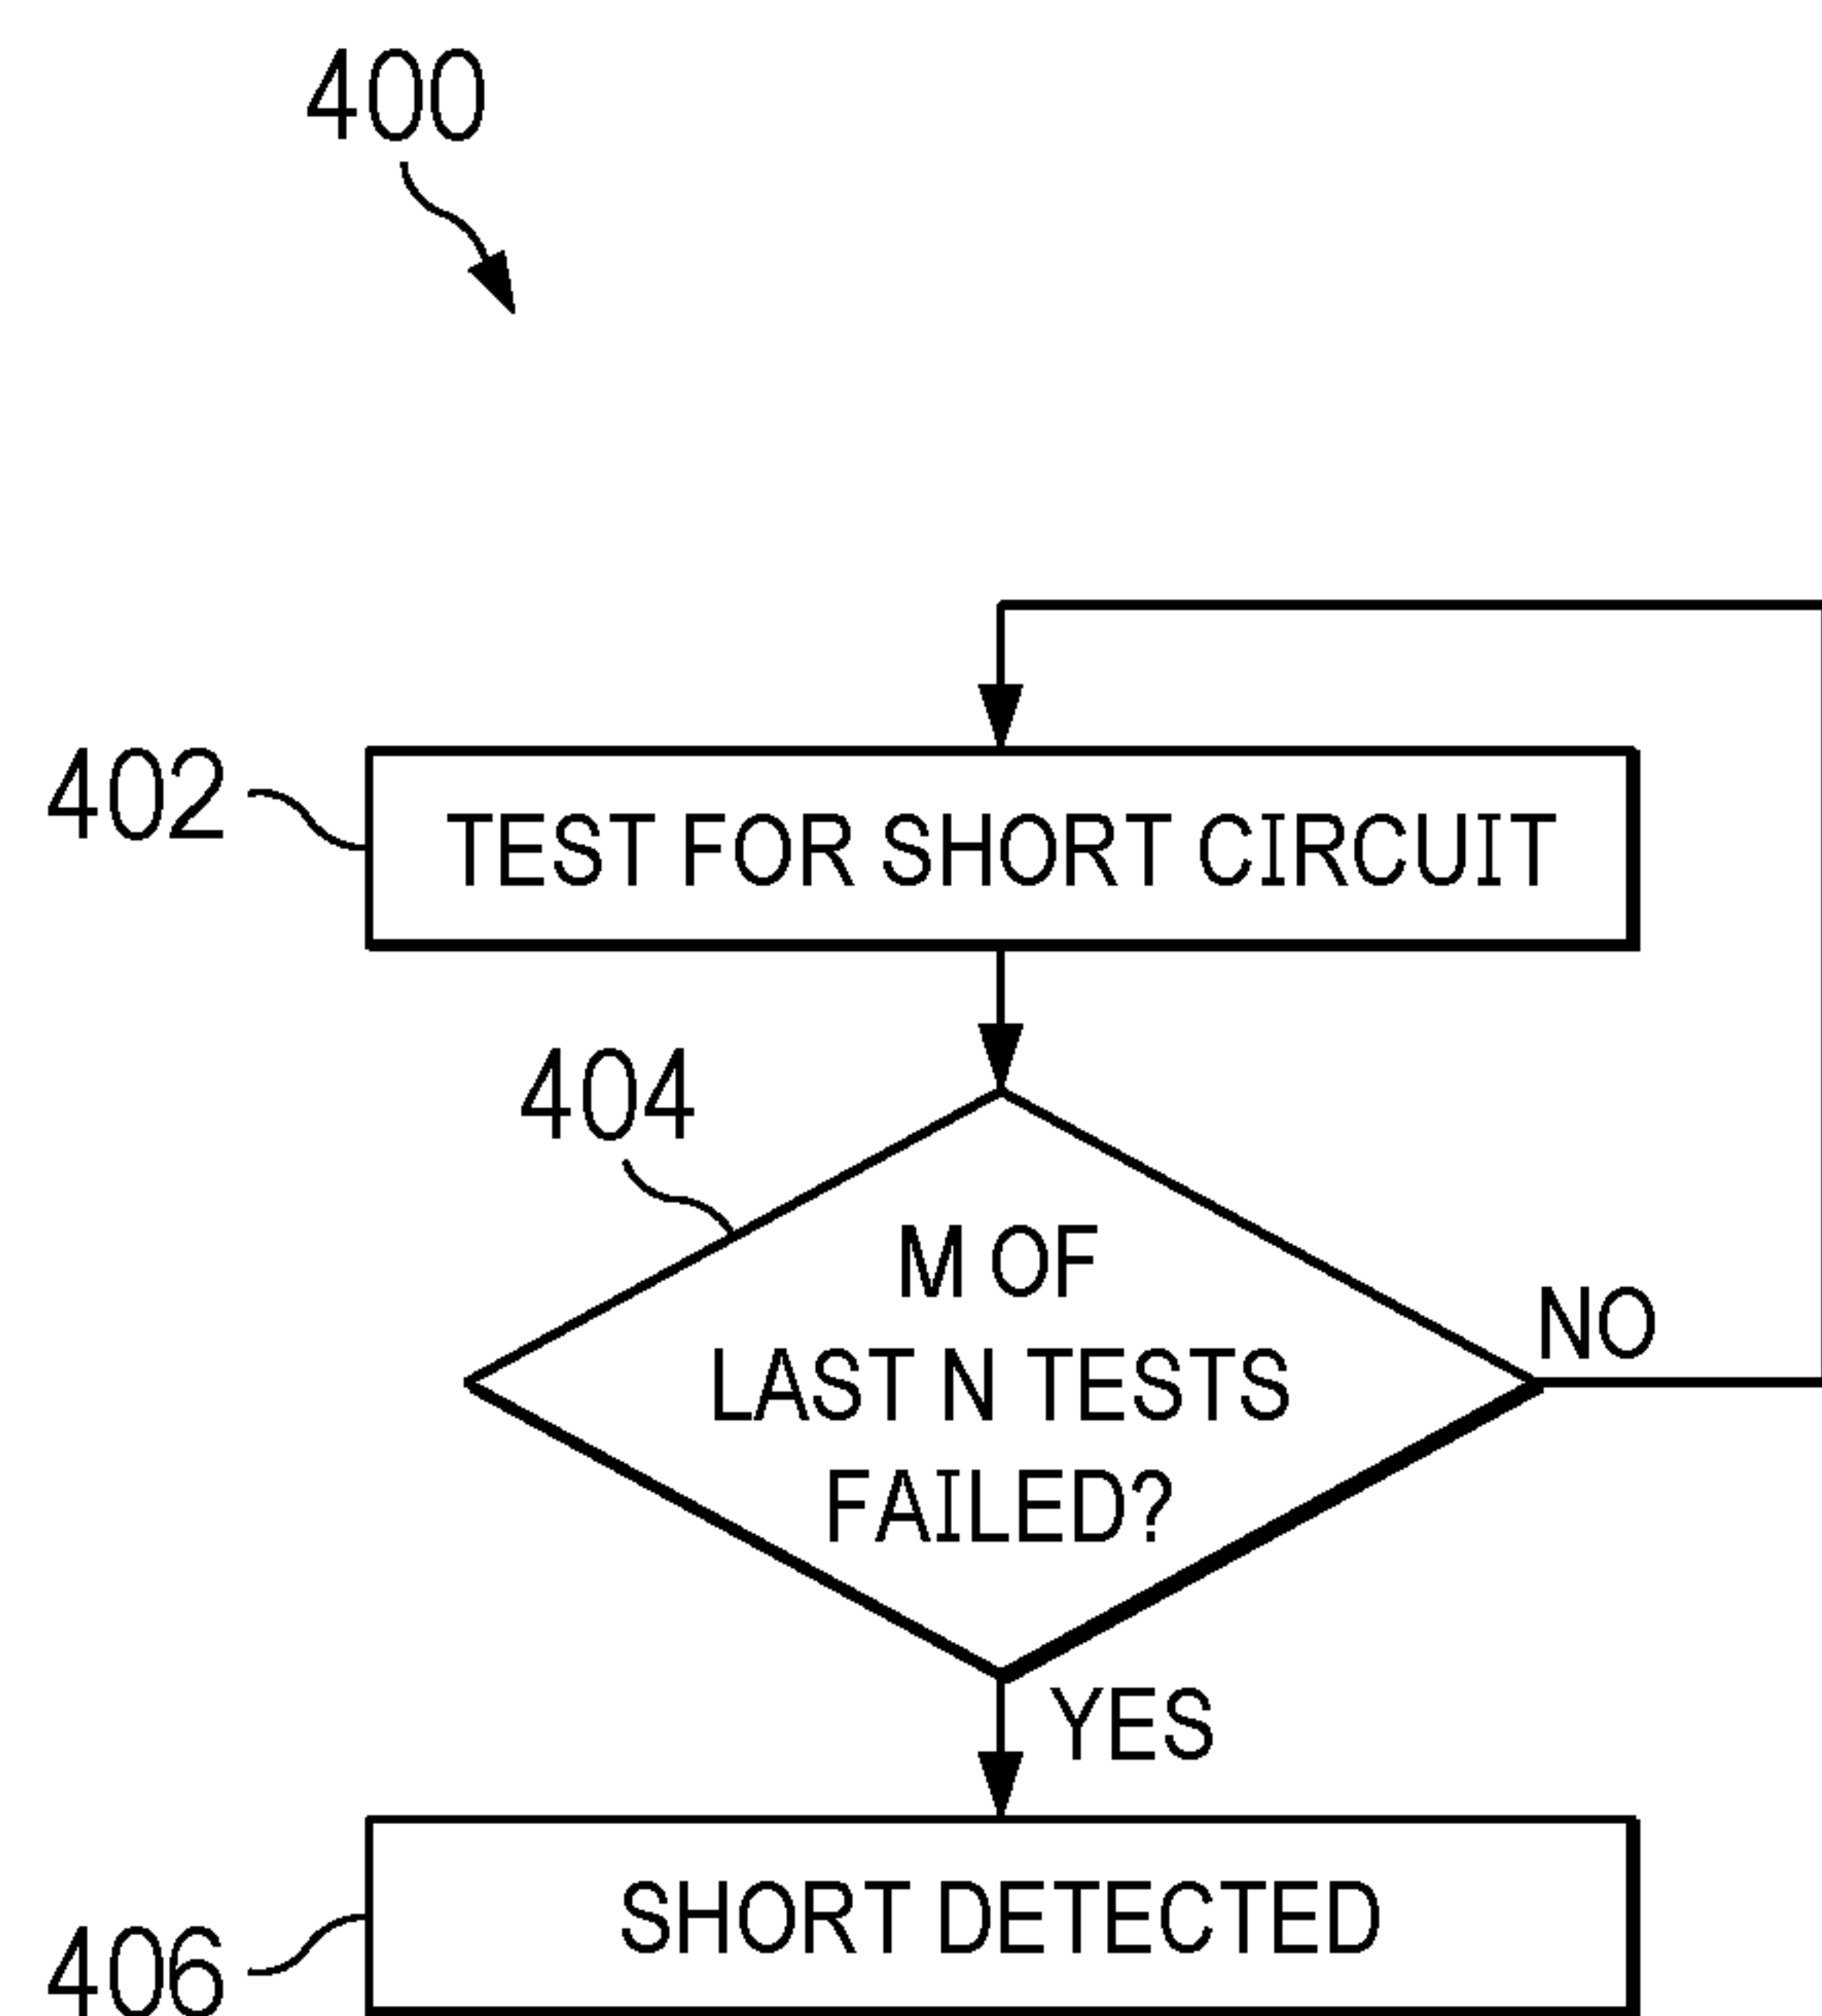 400
402
TEST FOR SHORT CIRCUIT
404
M OF
LAST N TESTS
FAILED?
NO
YES
SHORT DETECTED
406